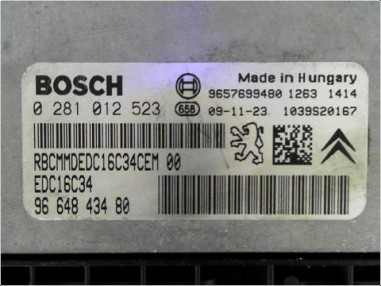 BOSCH
Made in Hungary
9657699480 1263 1414
0 281 012 523 658 09-11-23 1039S20167
RBCMMDEDC16C34CEM 00
EDC16C34
96 648 434 80